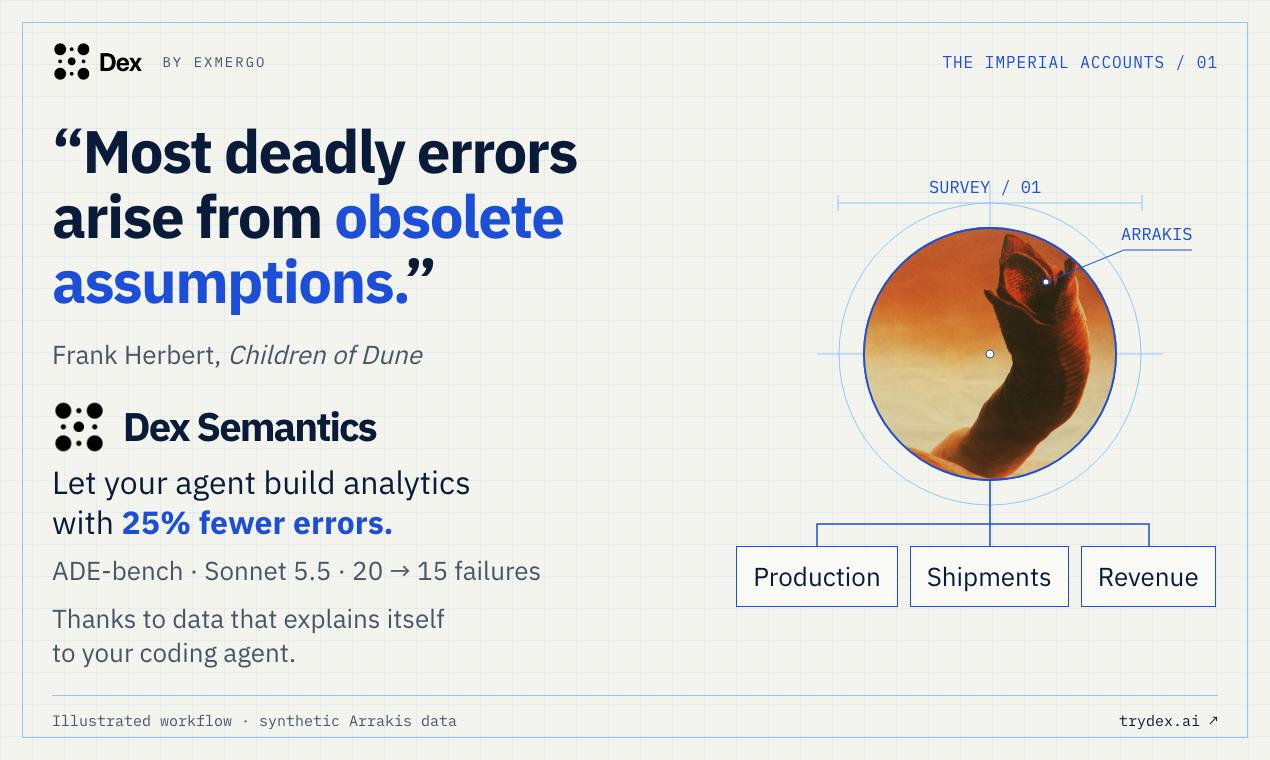 Dex BY EXMERGO
THE IMPERIAL ACCOUNTS / 01
“Most deadly errors
arise from obsolete
assumptions.”
Frank Herbert, Children of Dune
Dex Semantics
Let your agent build analytics
with 25% fewer errors.
ADE-bench · Sonnet 5.5 · 20 → 15 failures
Thanks to data that explains itself
to your coding agent.
SURVEY / 01
ARRAKIS
Production
Shipments
Revenue
Illustrated workflow · synthetic Arrakis data
trydex.ai ↗